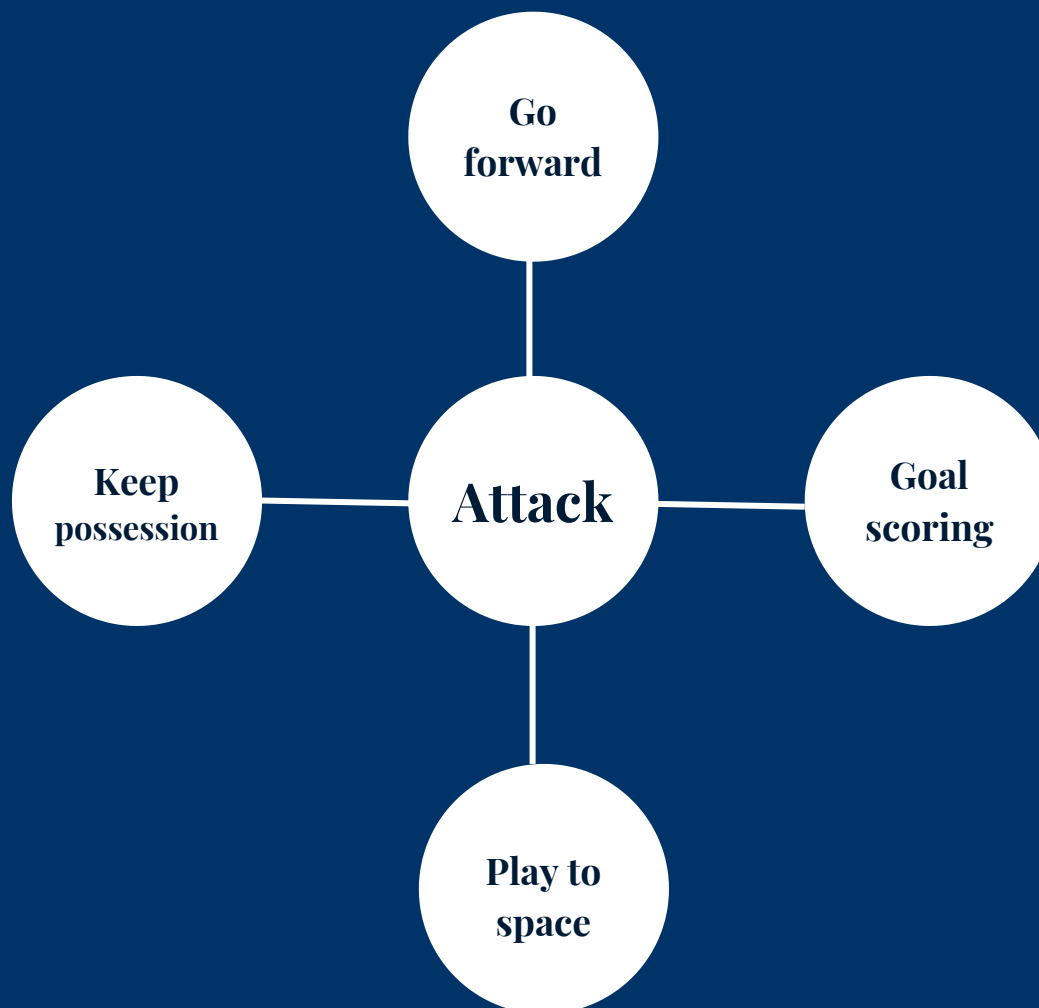 Go
forward
Keep
possession
Attack
Goal
scoring
Play to
space